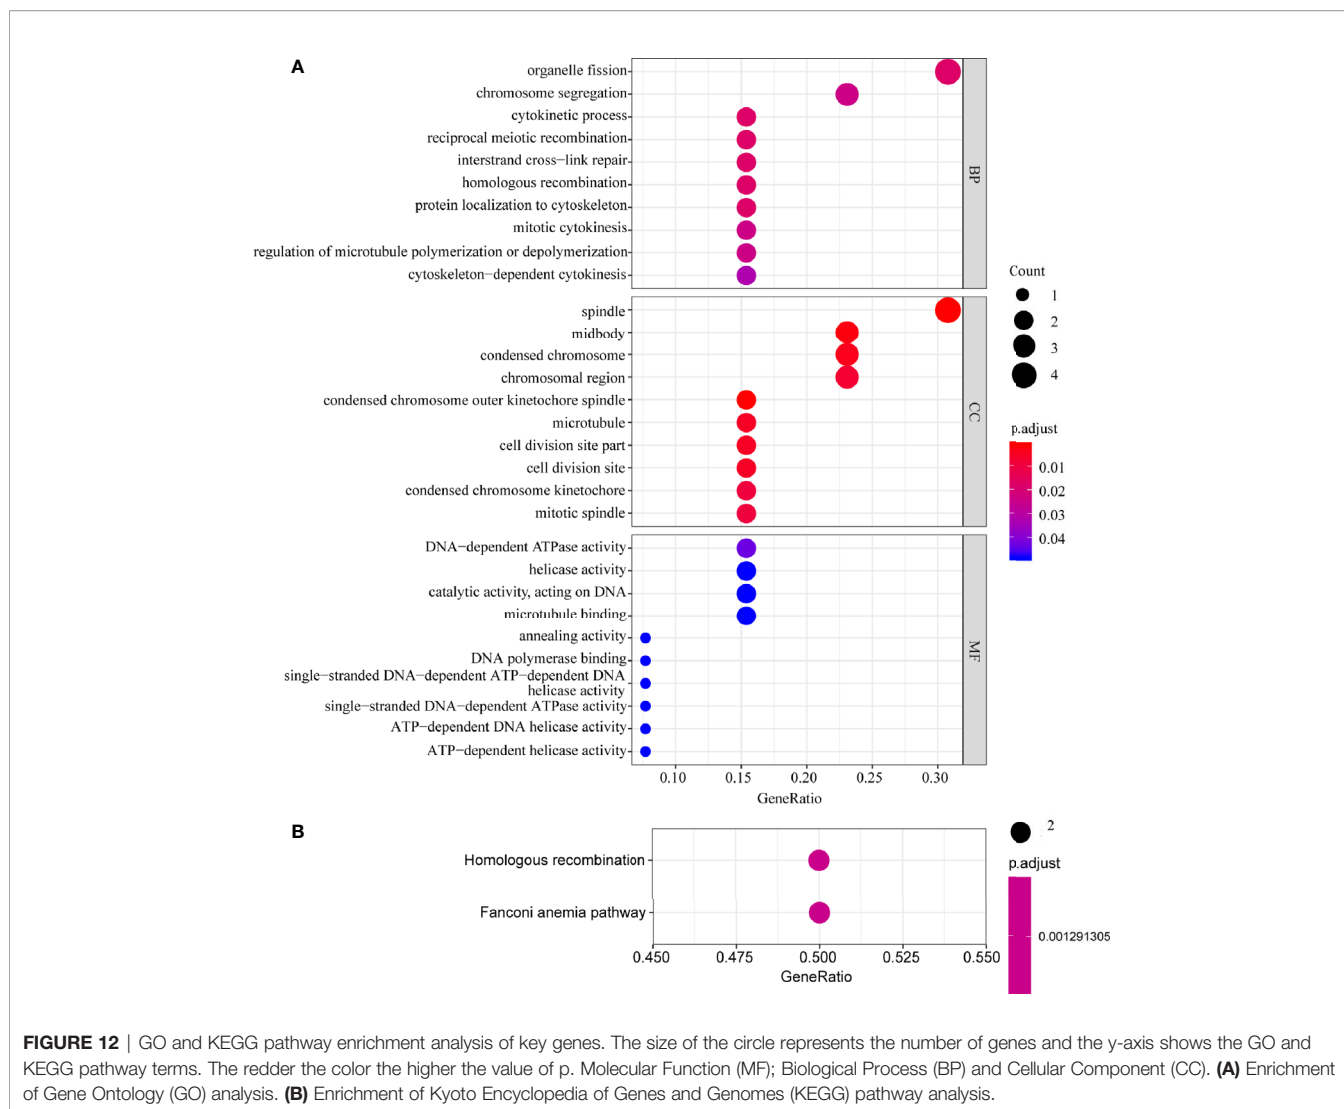 A
organelle fission
chromosome segregation
cytokinetic process
reciprocal meiotic recombination
interstrand cross−link repair
homologous recombination
protein localization to cytoskeleton
mitotic cytokinesis
regulation of microtubule polymerization or depolymerization
cytoskeleton−dependent cytokinesis
BP
spindle
midbody
condensed chromosome
chromosomal region
condensed chromosome outer kinetochore spindle
microtubule
cell division site part
cell division site
condensed chromosome kinetochore
mitotic spindle
CC
DNA−dependent ATPase activity
helicase activity
catalytic activity, acting on DNA
microtubule binding
annealing activity
DNA polymerase binding
single−stranded DNA−dependent ATP−dependent DNA
helicase activity
single−stranded DNA−dependent ATPase activity
ATP−dependent DNA helicase activity
ATP−dependent helicase activity
MF
0.10 0.15 0.20 0.25 0.30
GeneRatio
Count
1
2
3
4
p.adjust
0.01
0.02
0.03
0.04
B
Homologous recombination
Fanconi anemia pathway
0.450 0.475 0.500 0.525 0.550
GeneRatio
2
p.adjust
0.001291305
FIGURE 12 | GO and KEGG pathway enrichment analysis of key genes. The size of the circle represents the number of genes and the y-axis shows the GO and
KEGG pathway terms. The redder the color the higher the value of p. Molecular Function (MF); Biological Process (BP) and Cellular Component (CC). (A) Enrichment
of Gene Ontology (GO) analysis. (B) Enrichment of Kyoto Encyclopedia of Genes and Genomes (KEGG) pathway analysis.